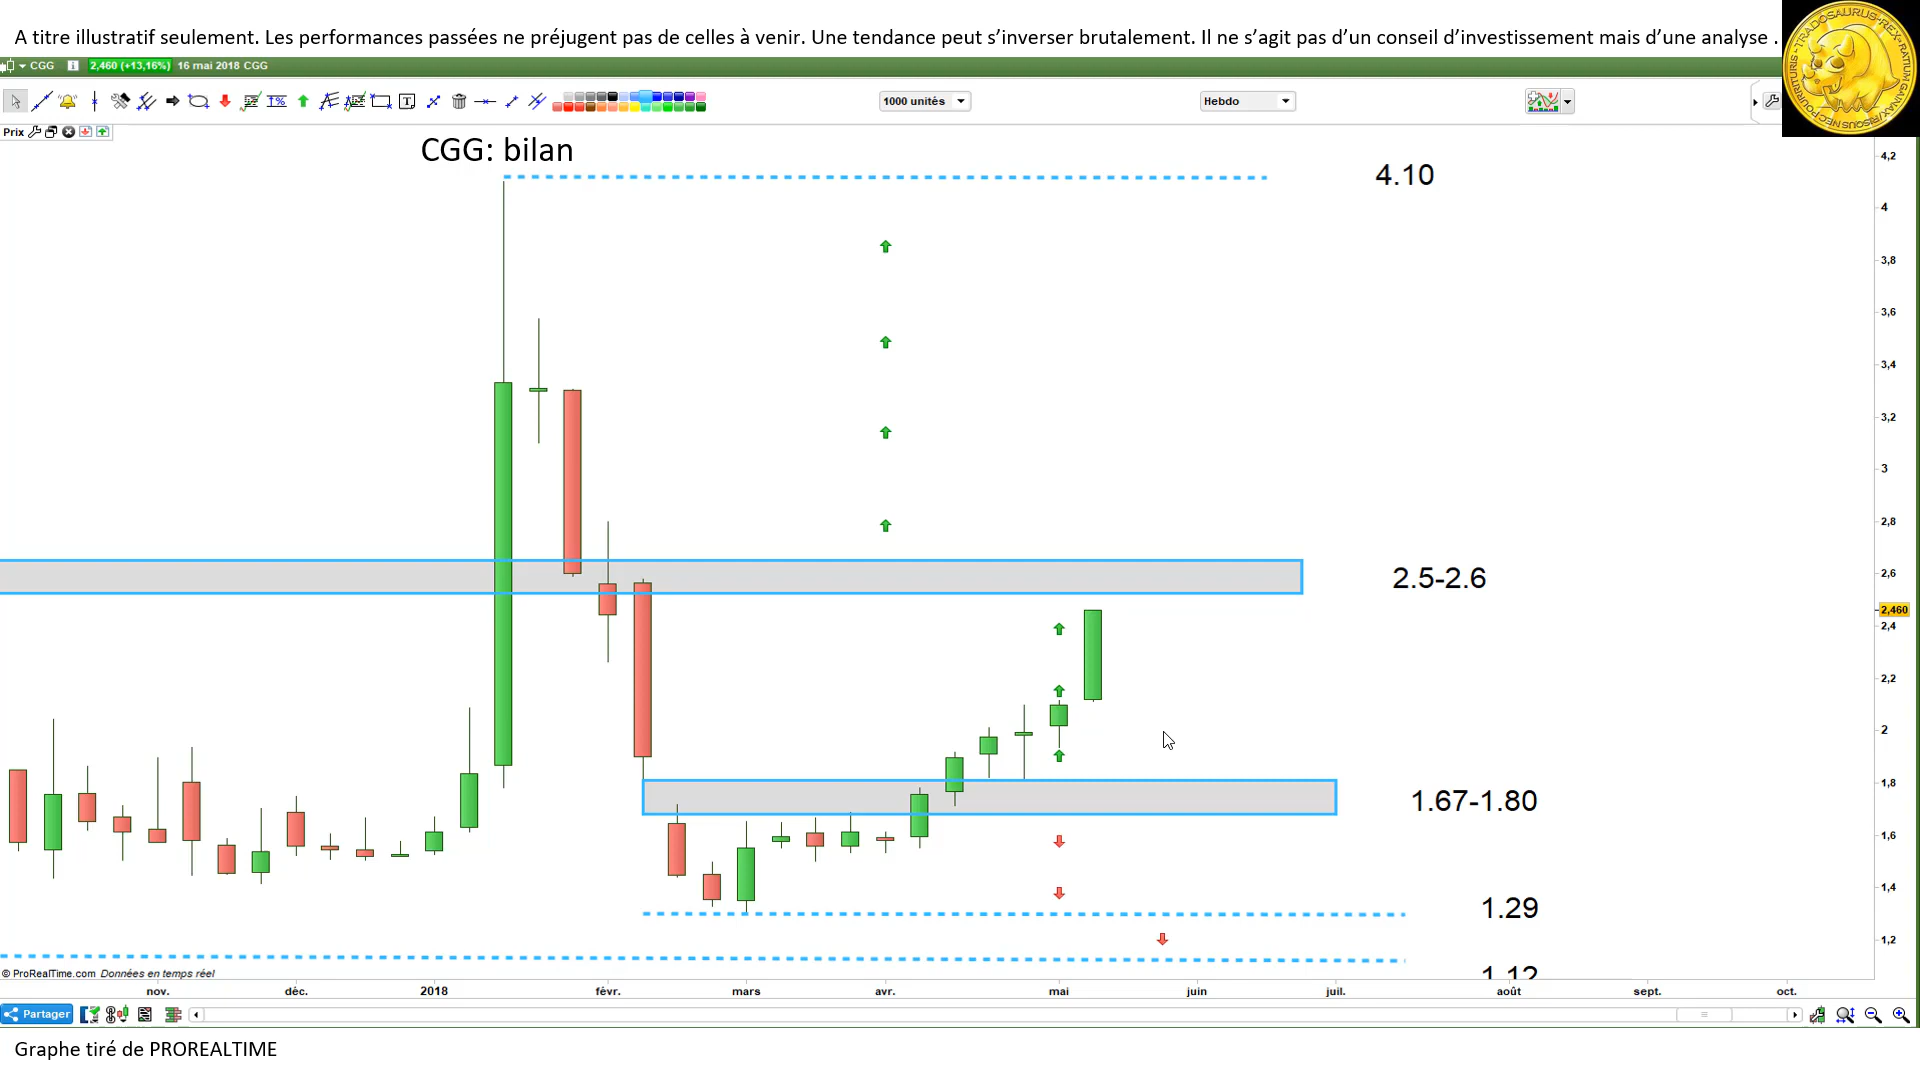 A titre illustratif seulement. Les performances passées ne préjugent pas de celles à venir. Une tendance peut s’inverser brutalement. Il ne s’agit pas d’un conseil d’investissement mais d’une analyse .
TRADOSAURUS-REX
CGG 2,460 (+13,16%) 16 mai 2018 CGG
1000 unités
Hebdo
Prix
CGG: bilan
4.10
2.5-2.6
1.67-1.80
1.29
1.12
4,2
4
3,8
3,6
3,4
3,2
3
2,8
2,6
2,460
2,4
2,2
2
1,8
1,6
1,4
1,2
© ProRealTime.com Données en temps réel
nov. déc. 2018 févr. mars avr. mai juin juil. août sept. oct.
Partager
Graphe tiré de PROREALTIME